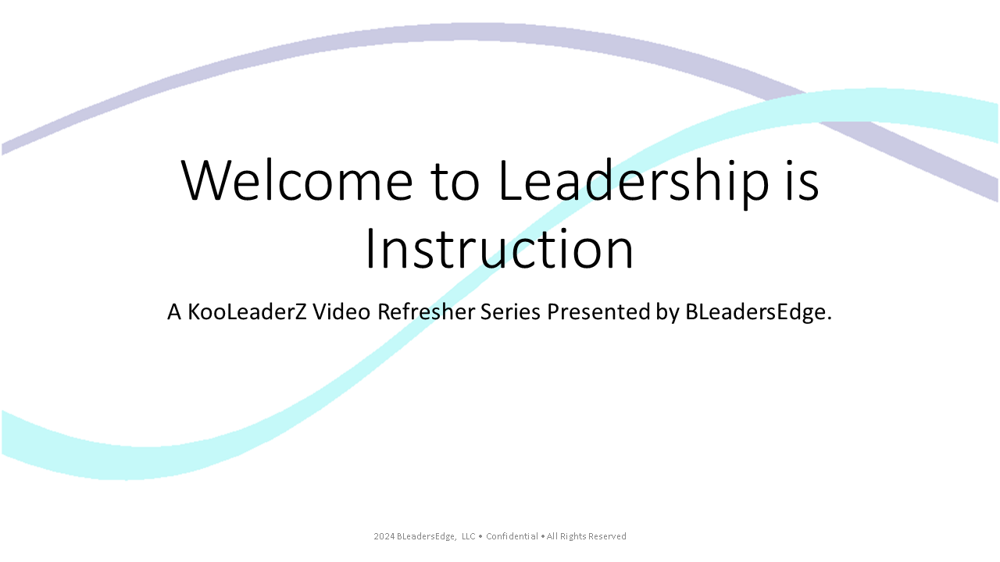 Welcome to Leadership is
Instruction
A KooLeaderZ Video Refresher Series Presented by BLeadersEdge.
2024 BLeadersEdge, LLC • Confidential • All Rights Reserved